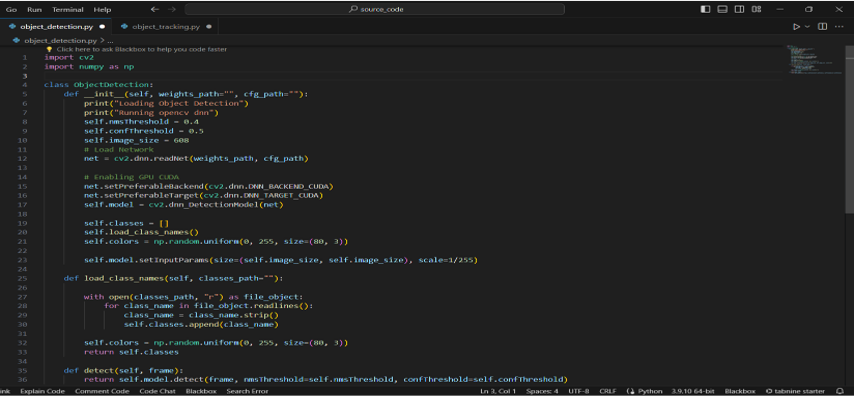 Go Run Terminal Help source_code
object_detection.py object_tracking.py
object_detection.py > ...
Click here to ask Blackbox to help you code faster
1 import cv2
2 import numpy as np
3
4 class ObjectDetection:
5 def __init__(self, weights_path="", cfg_path=""):
6 print("Loading Object Detection")
7 print("Running opencv dnn")
8 self.nmsThreshold = 0.4
9 self.confThreshold = 0.5
10 self.image_size = 608
11 # Load Network
12 net = cv2.dnn.readNet(weights_path, cfg_path)
13
14 # Enabling GPU CUDA
15 net.setPreferableBackend(cv2.dnn.DNN_BACKEND_CUDA)
16 net.setPreferableTarget(cv2.dnn.DNN_TARGET_CUDA)
17 self.model = cv2.dnn_DetectionModel(net)
18
19 self.classes = []
20 self.load_class_names()
21 self.colors = np.random.uniform(0, 255, size=(80, 3))
22
23 self.model.setInputParams(size=(self.image_size, self.image_size), scale=1/255)
24
25 def load_class_names(self, classes_path=""):
26
27 with open(classes_path, "r") as file_object:
28 for class_name in file_object.readlines():
29 class_name = class_name.strip()
30 self.classes.append(class_name)
31
32 self.colors = np.random.uniform(0, 255, size=(80, 3))
33 return self.classes
34
35 def detect(self, frame):
36 return self.model.detect(frame, nmsThreshold=self.nmsThreshold, confThreshold=self.confThreshold)
ink Explain Code Comment Code Code Chat Blackbox Search Error Ln 3, Col 1 Spaces: 4 UTF-8 CRLF Python 3.9.10 64-bit Blackbox tabnine starter